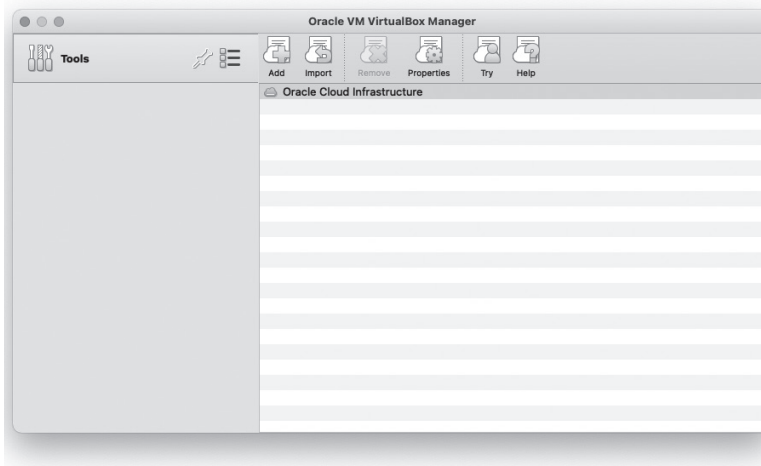 Oracle VM VirtualBox Manager
Tools
Add Import Remove Properties Try Help
Oracle Cloud Infrastructure